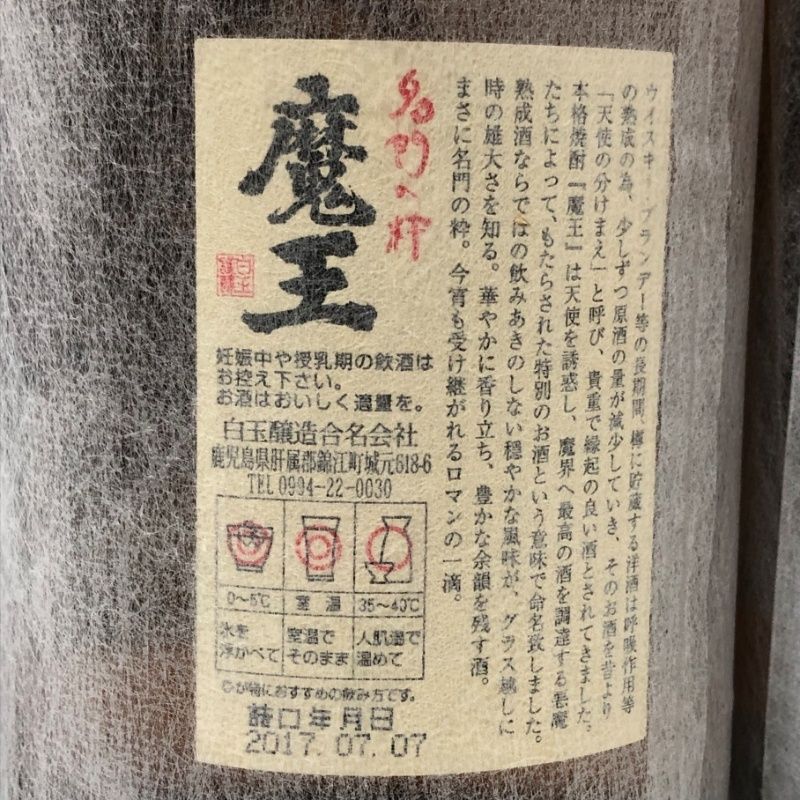 ウイスキー・ブランデー等の長期間、樽に貯蔵する洋酒は呼吸作用等
の熟成の為、少しずつ原酒の量が減少していき、そのお酒を昔より
「天使の分けまえ」と呼び、貴重で縁起の良い酒とされてきました。
本格焼酎『魔王』は天使を誘惑し、魔界へ最高の酒を調達する悪魔
たちによって、もたらされた特別のお酒という意味で命名致しました。
熟成酒ならではの飲みあきのしない穏やかな風味が、グラス越しに
時の雄大さを知る。華やかに香り立ち、豊かな余韻を残す酒。
まさに名門の粋。今宵も受け継がれるロマンの一滴。
名門の粋
魔王
白玉
妊娠中や授乳期の飲酒は
お控え下さい。
お酒はおいしく適量を。
白玉醸造合名会社
鹿児島県肝属郡錦江町城元618-6
TEL 0994-22-0030
0〜5℃ 室温 35〜40℃
氷を
浮かべて
室温で
そのまま
人肌温で
温めて
◎が特におすすめの飲み方です。
詰口年月日
2017.07.07